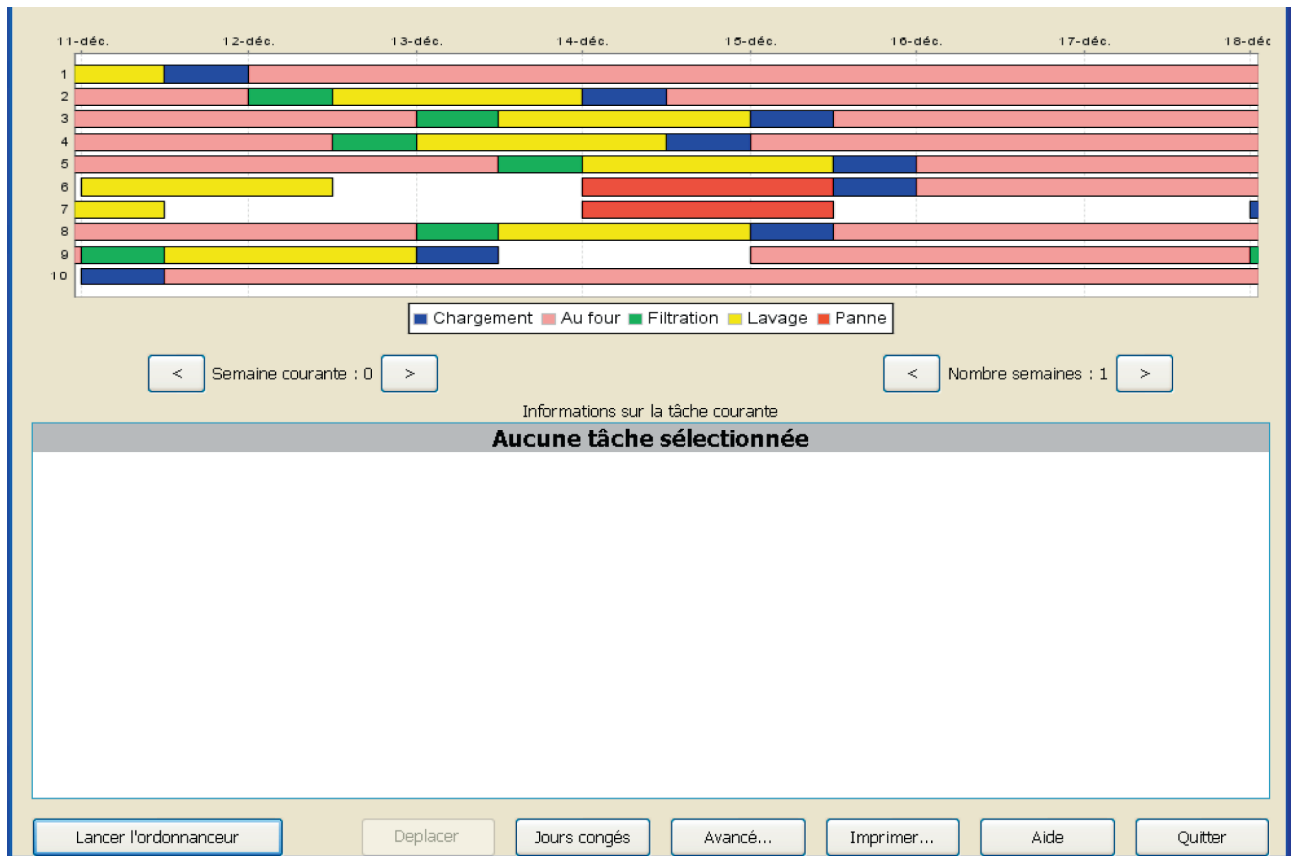 11-déc. 12-déc. 13-déc. 14-déc. 15-déc. 16-déc. 17-déc. 18-déc
1
2
3
4
5
6
7
8
9
10
Chargement Au four Filtration Lavage Panne
< Semaine courante : 0 > < Nombre semaines : 1 >
Informations sur la tâche courante
Aucune tâche sélectionnée
Lancer l'ordonnanceur Deplacer Jours congés Avancé... Imprimer... Aide Quitter